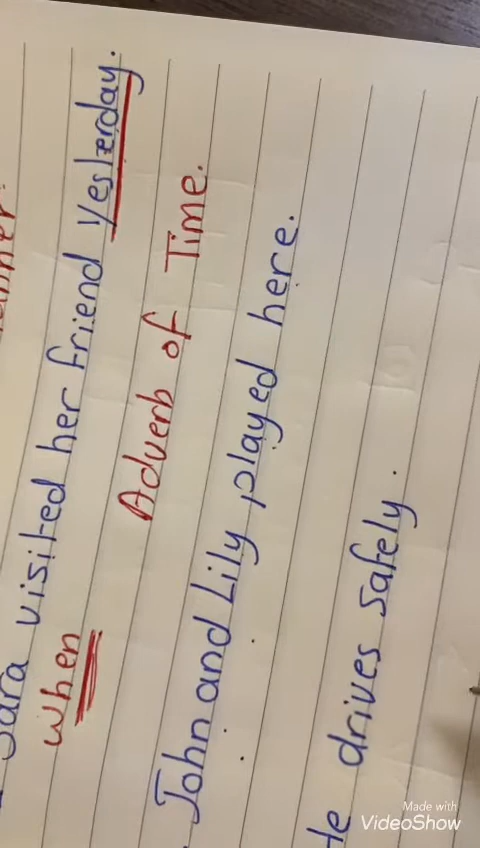 Sara visited her friend yesterday.
when
Adverb of Time.
John and Lily played here.
He drives safely.
Made with
VideoShow